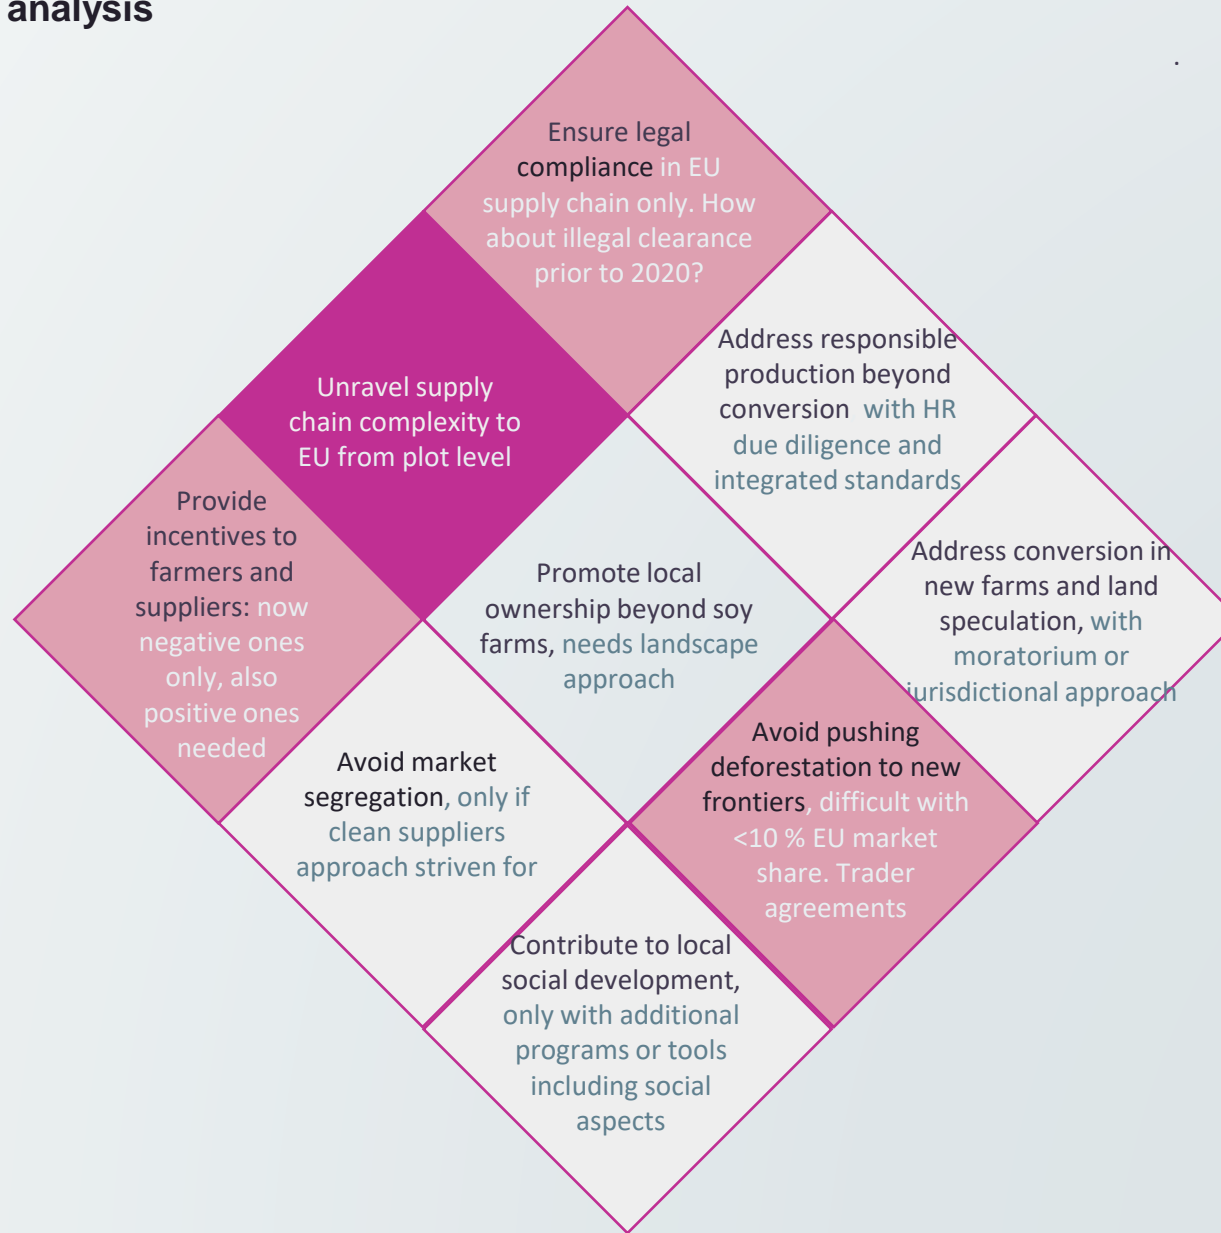 analysis
.
Ensure legal
compliance in EU
supply chain only. How
about illegal clearance
prior to 2020?
Unravel supply
chain complexity to
EU from plot level
Address responsible
production beyond
conversion with HR
due diligence and
integrated standards
Provide
incentives to
farmers and
suppliers: now
negative ones
only, also
positive ones
needed
Promote local
ownership beyond soy
farms, needs landscape
approach
Address conversion in
new farms and land
speculation, with
moratorium or
jurisdictional approach
Avoid market
segregation, only if
clean suppliers
approach striven for
Avoid pushing
deforestation to new
frontiers, difficult with
<10 % EU market
share. Trader
agreements
Contribute to local
social development,
only with additional
programs or tools
including social
aspects